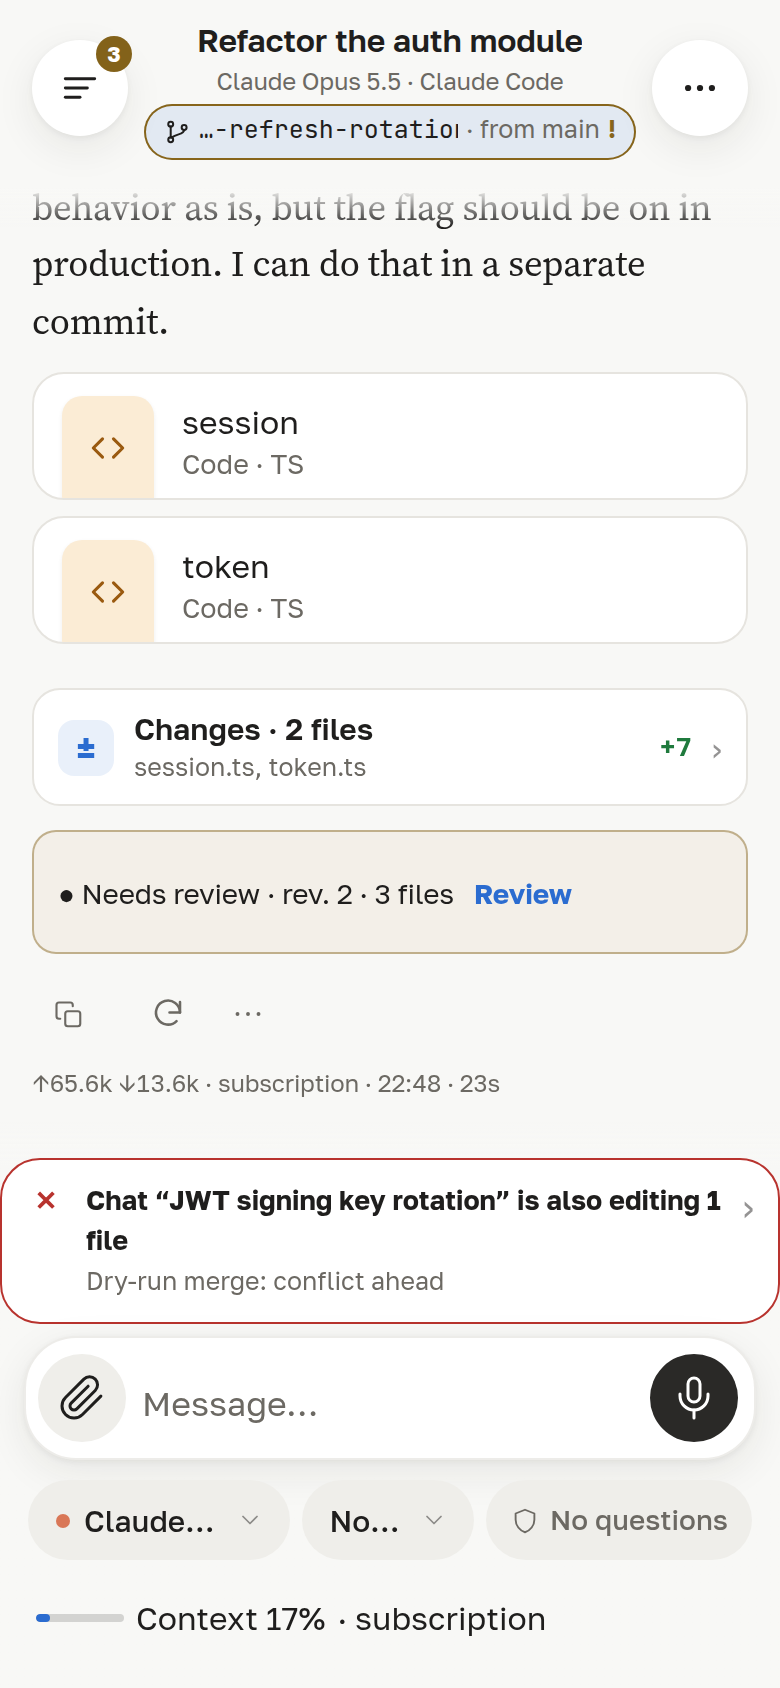 3
Refactor the auth module
Claude Opus 5.5 · Claude Code
…-refresh-rotation · from main !
behavior as is, but the flag should be on in
production. I can do that in a separate
commit.
session
Code · TS
token
Code · TS
Changes · 2 files
session.ts, token.ts
+7 ›
● Needs review · rev. 2 · 3 files Review
↑65.6k ↓13.6k · subscription · 22:48 · 23s
✕ Chat “JWT signing key rotation” is also editing 1 ›
file
Dry-run merge: conflict ahead
Message…
Claude… No… No questions
Context 17% · subscription